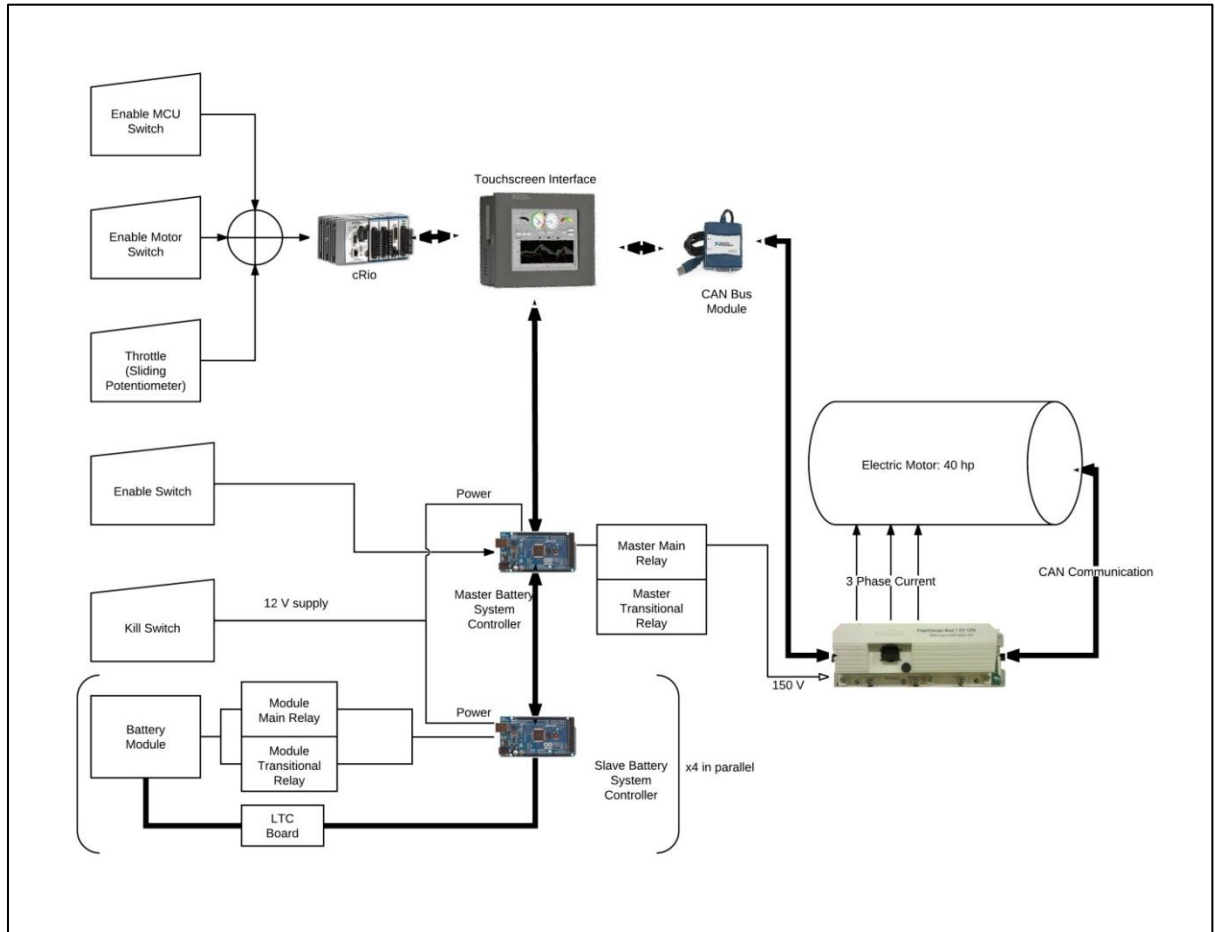 Enable MCU
Switch
Enable Motor
Switch
Throttle
(Sliding
Potentiometer)
cRio
Touchscreen Interface
CAN Bus
Module
Electric Motor: 40 hp
3 Phase Current
CAN Communication
Enable Switch
Power
Master Main
Relay
Master
Transitional
Relay
Master Battery
System
Controller
Kill Switch
12 V supply
150 V
Battery
Module
Module
Main Relay
Module
Transitional
Relay
Power
LTC
Board
Slave Battery
System
Controller
x4 in parallel